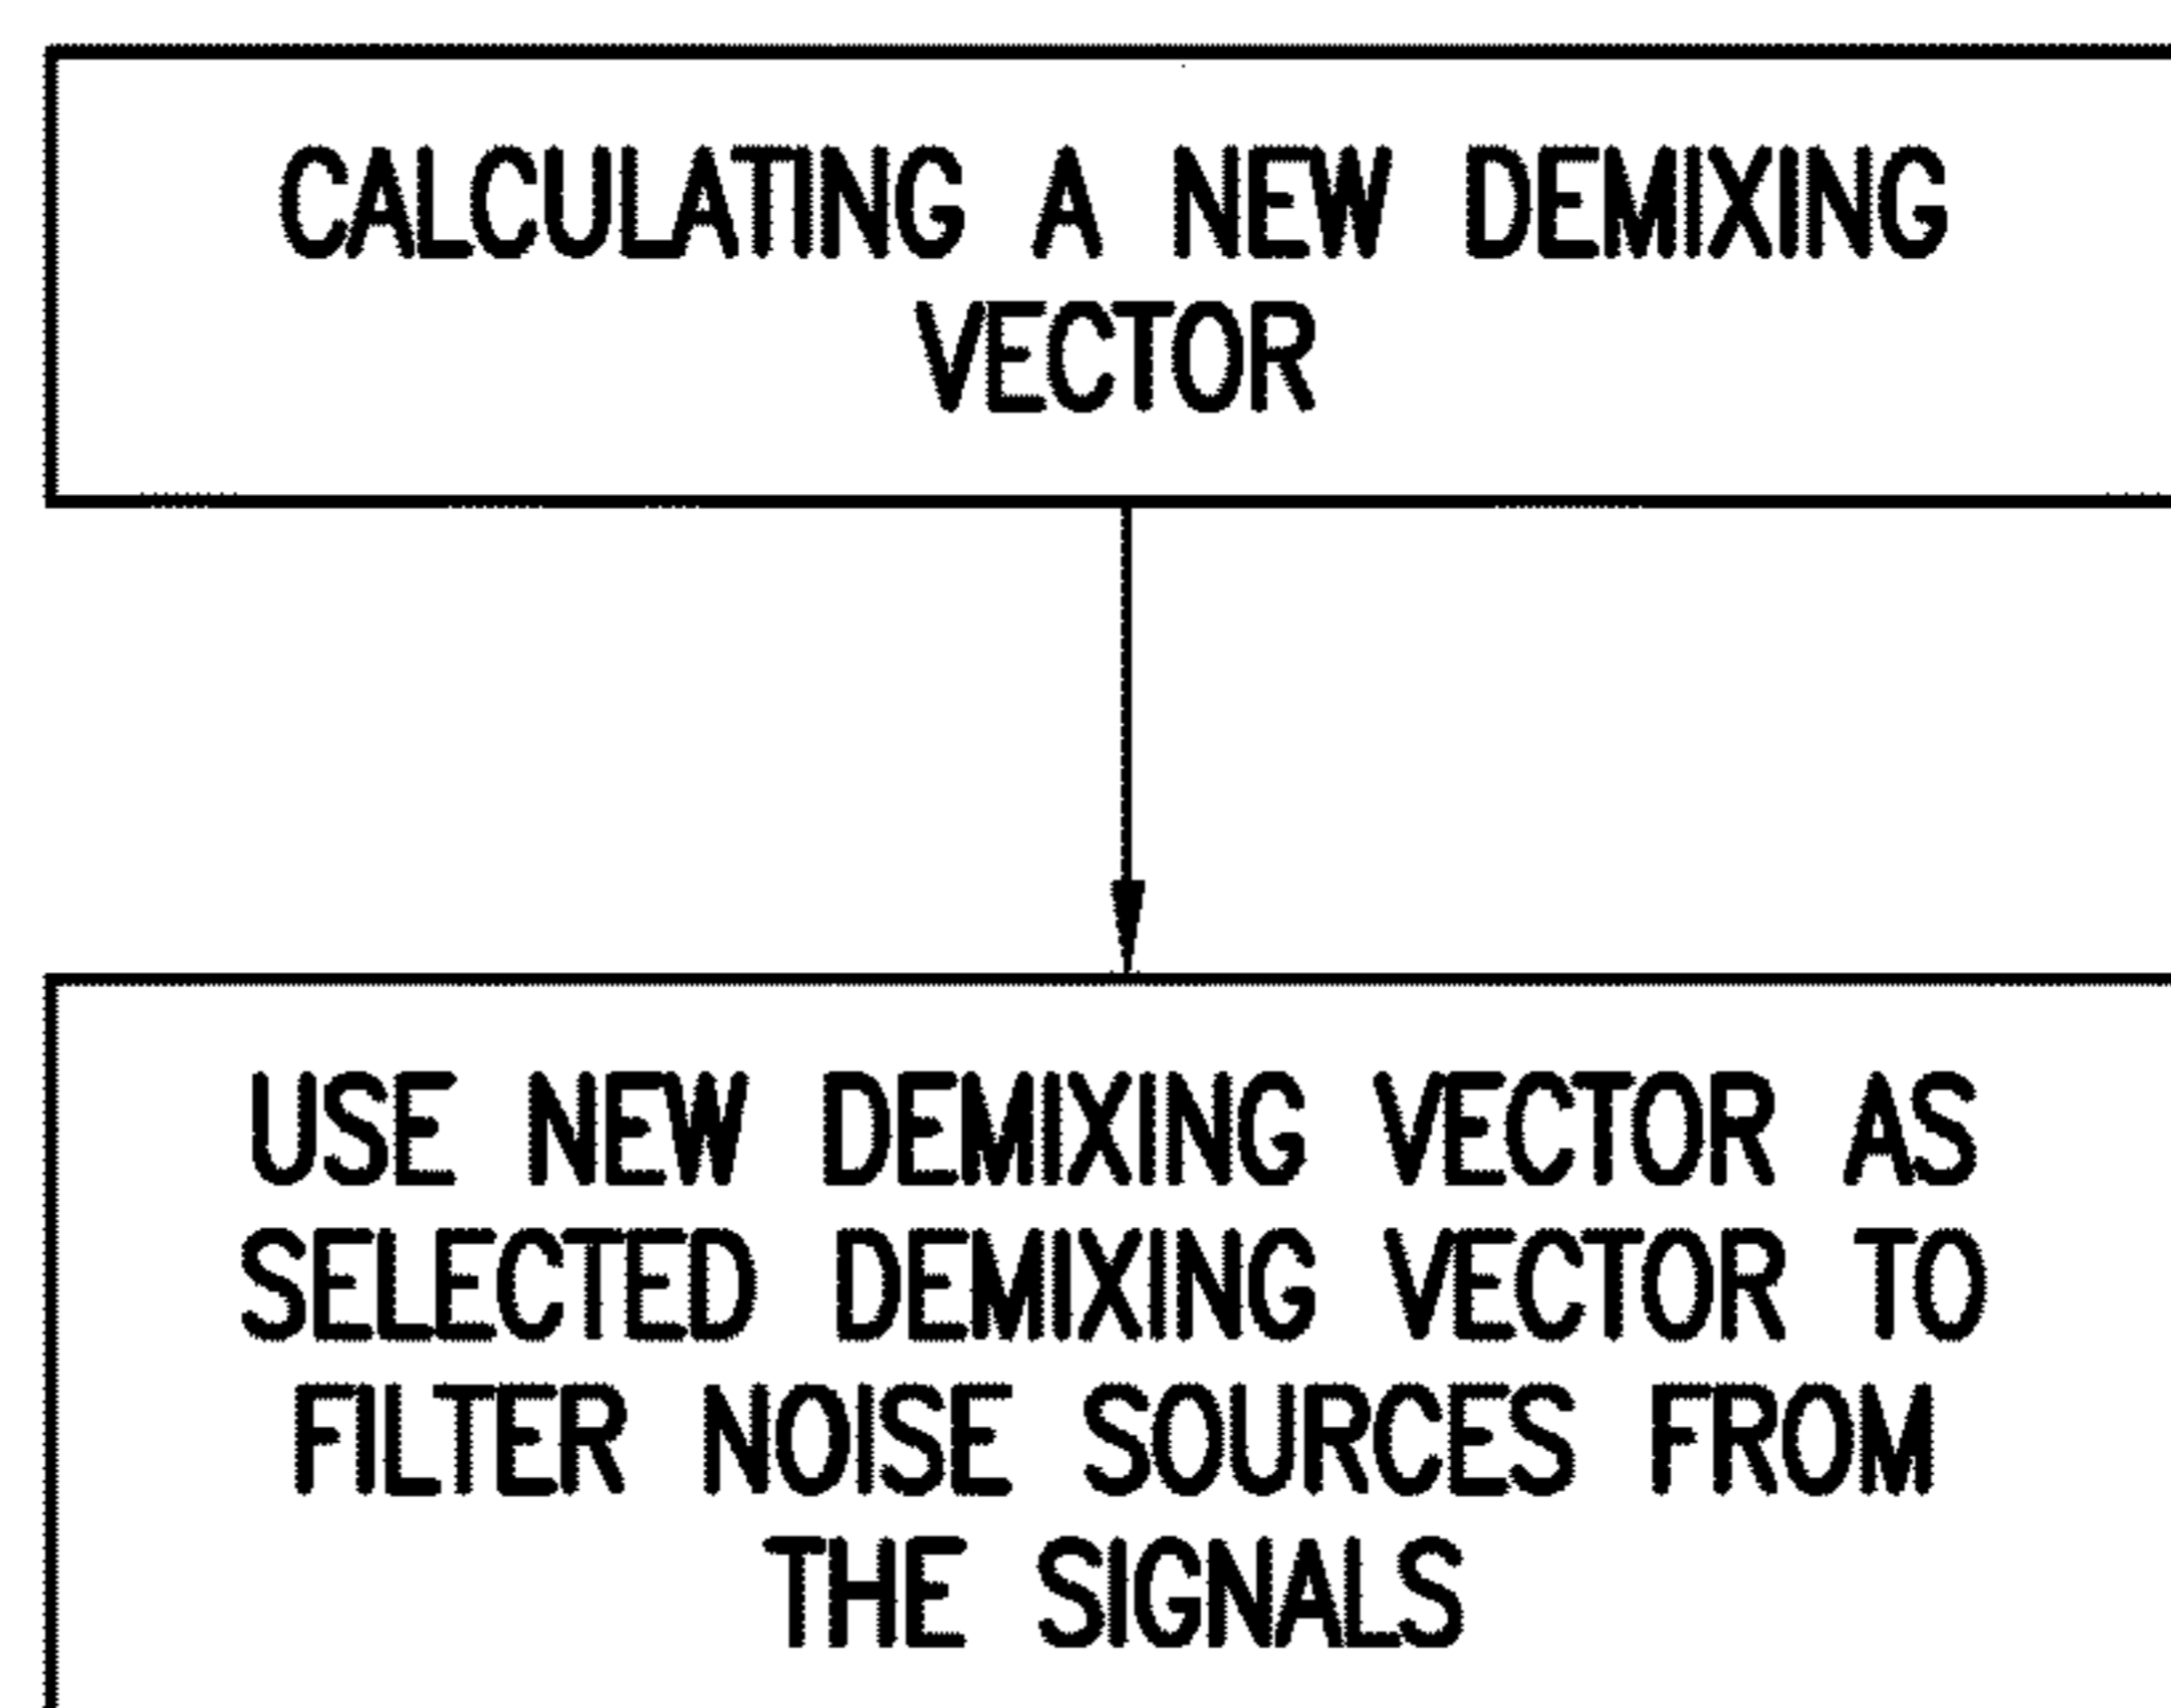 CALCULATING A NEW DEMIXING
VECTOR
USE NEW DEMIXING VECTOR AS
SELECTED DEMIXING VECTOR TO
FILTER NOISE SOURCES FROM
THE SIGNALS